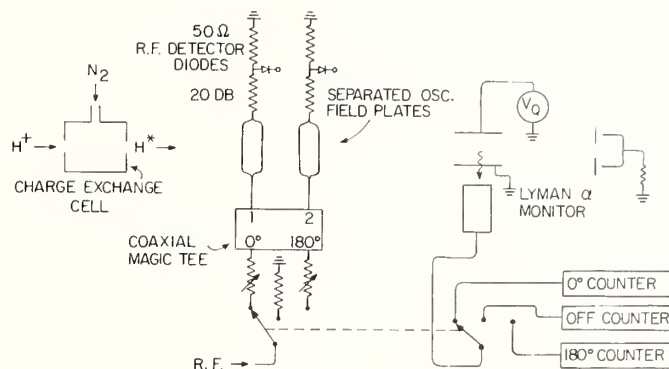 50 Ω
R.F. DETECTOR
DIODES
20 DB
N2
H+
H*
CHARGE EXCHANGE
CELL
SEPARATED OSC.
FIELD PLATES
VQ
LYMAN α
MONITOR
1 2
0° 180°
COAXIAL
MAGIC TEE
R.F.
0° COUNTER
OFF COUNTER
180° COUNTER